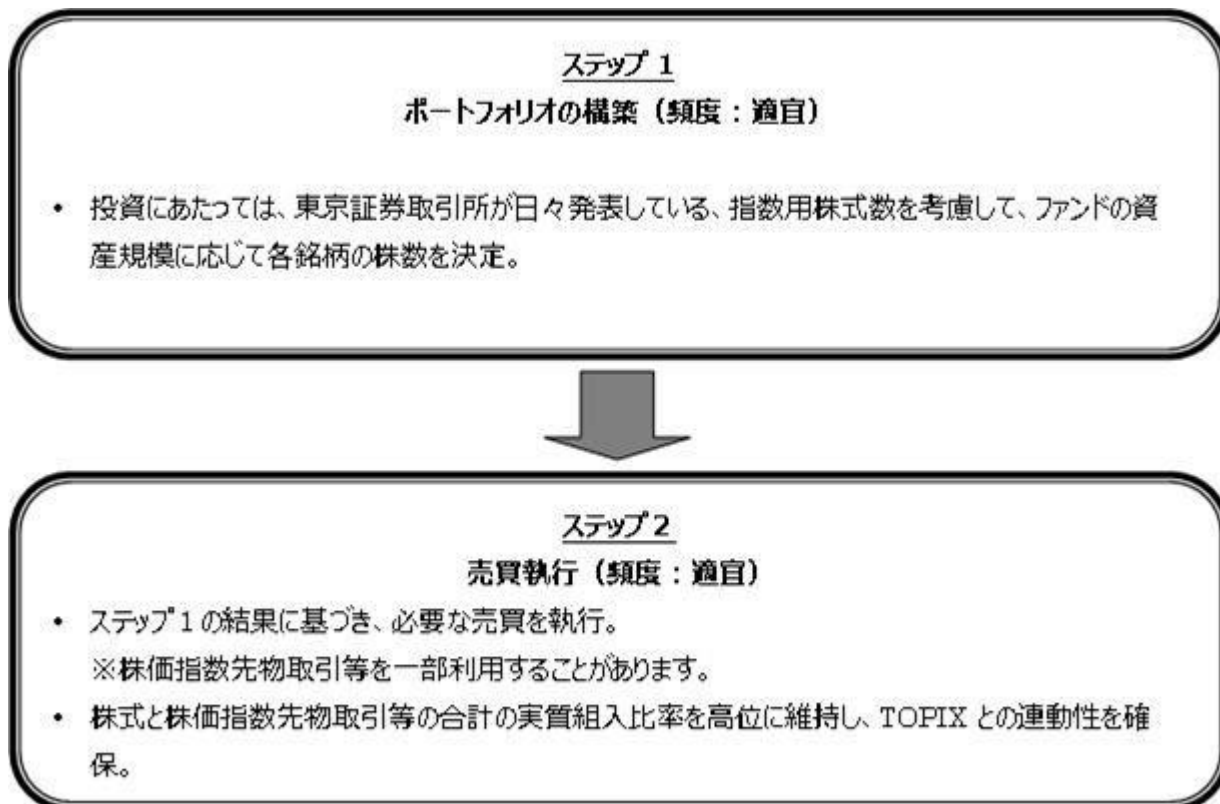 ステップ 1
ポートフォリオの構築（頻度：適宜）
• 投資にあたっては、東京証券取引所が日々発表している、指数用株式数を考慮して、ファンドの資
産規模に応じて各銘柄の株数を決定。
ステップ 2
売買執行（頻度：適宜）
• ステップ 1 の結果に基づき、必要な売買を執行。
※株価指数先物取引等を一部利用することがあります。
• 株式と株価指数先物取引等の合計の実質組入比率を高位に維持し、TOPIX との連動性を確
保。